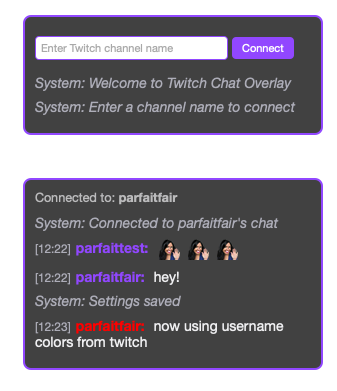 Enter Twitch channel name Connect
System: Welcome to Twitch Chat Overlay
System: Enter a channel name to connect
Connected to: parfaitfair
System: Connected to parfaitfair's chat
[12:22] parfaittest:
[12:22] parfaitfair: hey!
System: Settings saved
[12:23] parfaitfair: now using username
colors from twitch